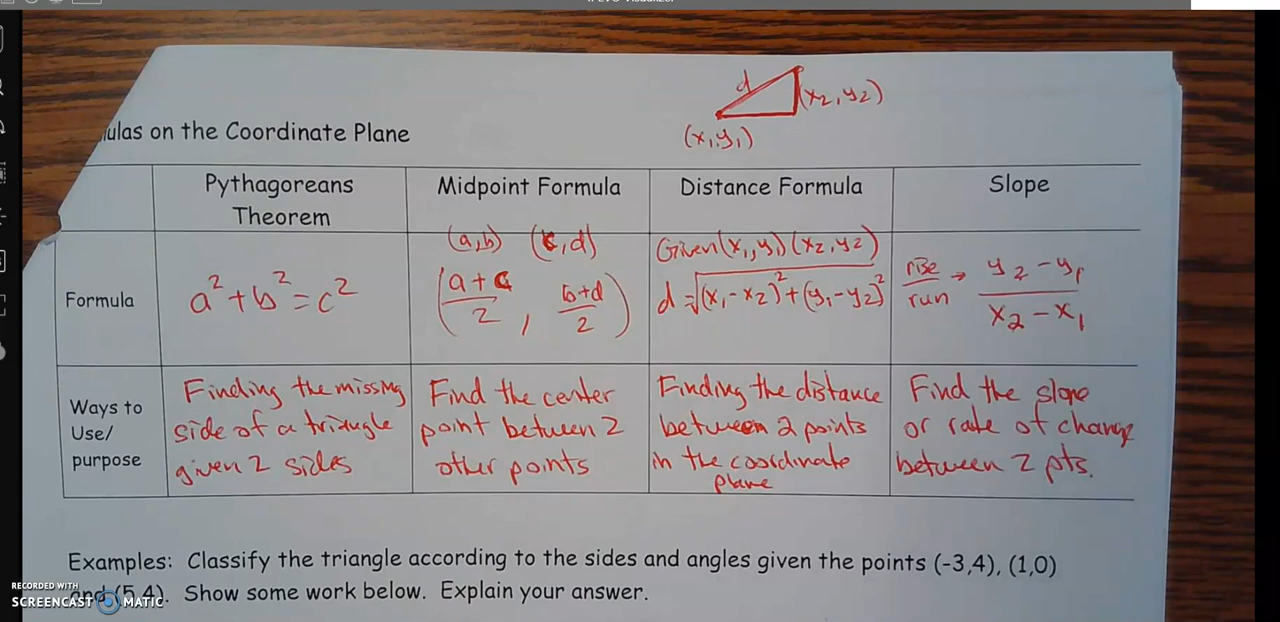 d
(x2,y2)
(x1,y1)
ulas on the Coordinate Plane
Pythagoreans
Theorem
Midpoint Formula
Distance Formula
Slope
Formula
a²+b²=c²
(a,b) (c,d)
(a+c/2, b+d/2)
Given (x1,y1) (x2,y2)
d=√(x1-x2)²+(y1-y2)²
rise/run → y2-y1/x2-x1
Ways to
Use/
purpose
Finding the missing
side of a triangle
given 2 sides
Find the center
point between 2
other points
Finding the distance
between 2 points
in the coordinate
plane
Find the slope
or rate of change
between 2 pts.
Examples: Classify the triangle according to the sides and angles given the points (-3,4), (1,0)
and (5,4). Show some work below. Explain your answer.
RECORDED WITH
SCREENCAST MATIC